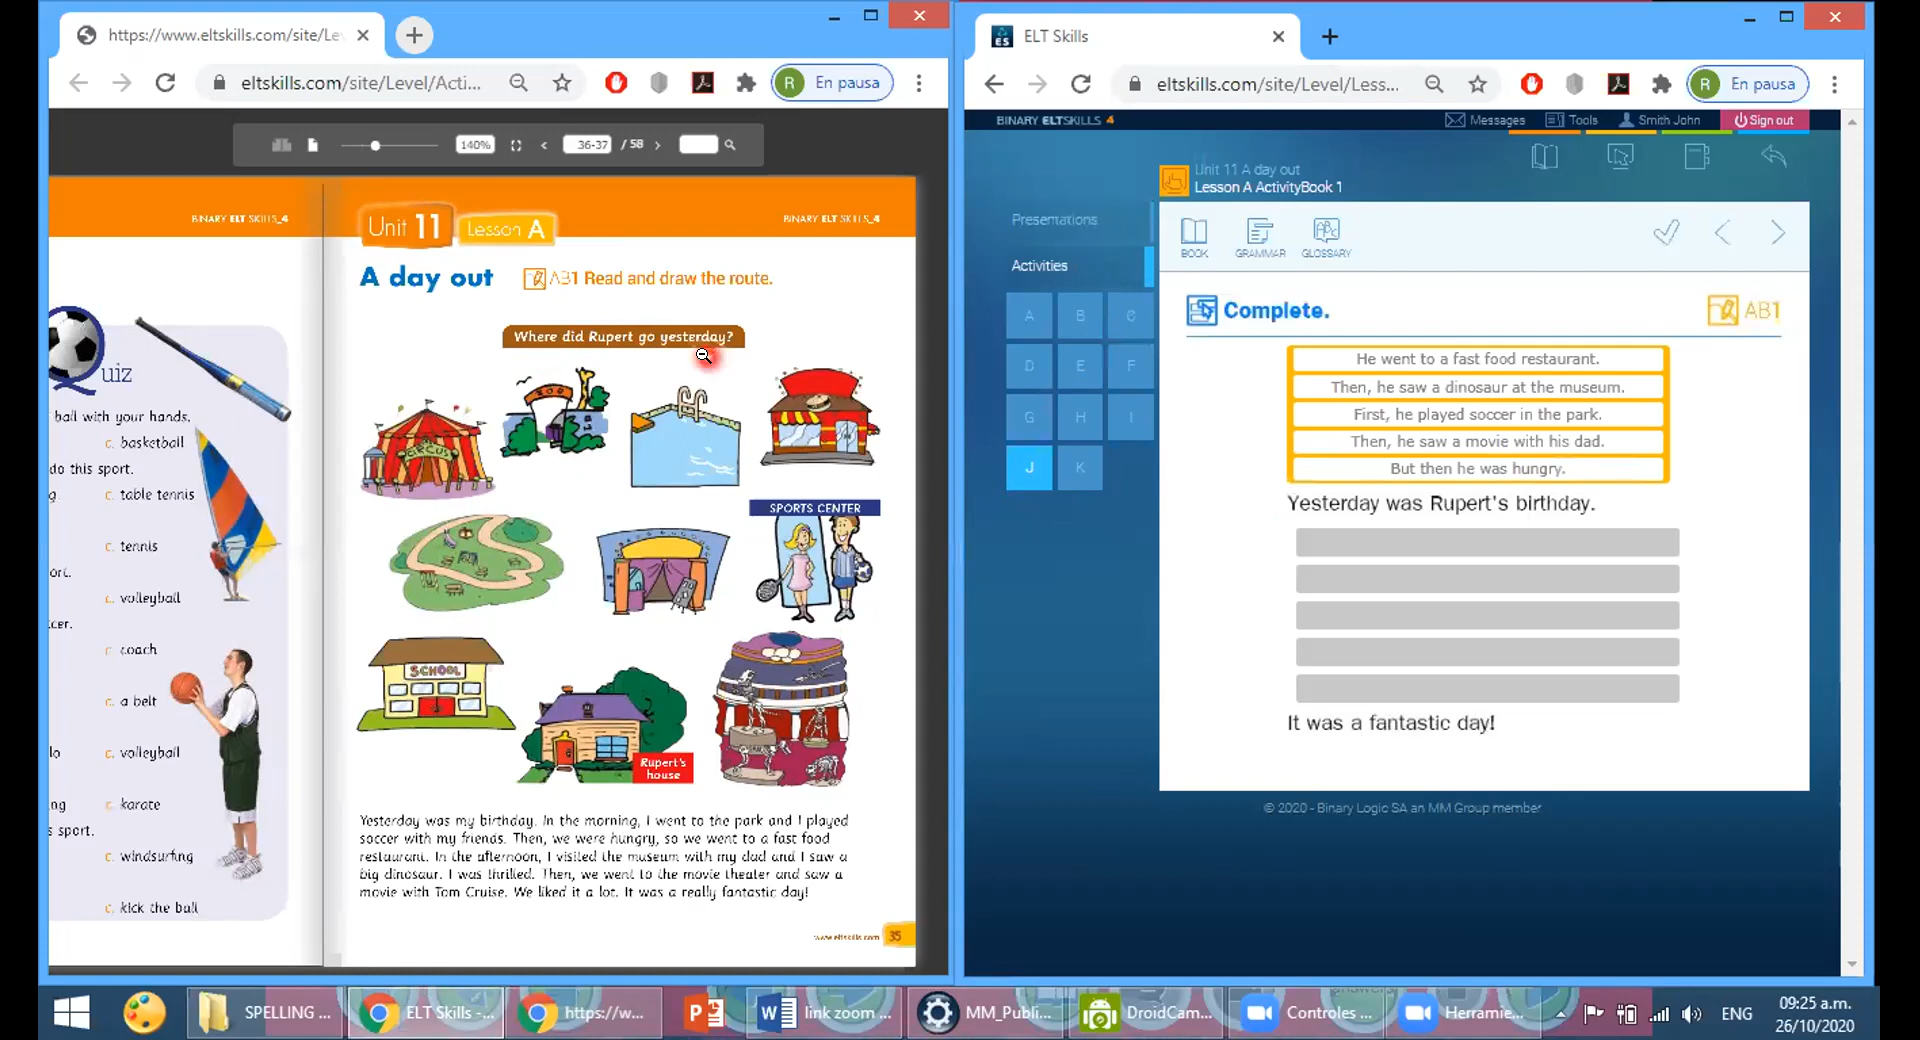 https://www.eltskills.com/site/Le
eltskills.com/site/Level/Acti...
R
En pausa
140%
36-37
/ 58
BINARY ELT SKILLS_4
Unit 11
Lesson A
BINARY ELT SKILLS_4
A day out
AB1 Read and draw the route.
Where did Rupert go yesterday?
Quiz
ball with your hands.
c. basketball
do this sport.
c. table tennis
c. tennis
ort.
c. volleyball
cer.
c. coach
c. a belt
lo
c. volleyball
ng
c. karate
s sport.
c. windsurfing
c. kick the ball
ZOO
CIRCUS
SPORTS CENTER
SCHOOL
Rupert's
house
Yesterday was my birthday. In the morning, I went to the park and I played
soccer with my friends. Then, we were hungry, so we went to a fast food
restaurant. In the afternoon, I visited the museum with my dad and I saw a
big dinosaur. I was thrilled. Then, we went to the movie theater and saw a
movie with Tom Cruise. We liked it a lot. It was a really fantastic day!
www.eltskills.com
35
ES
ELT Skills
eltskills.com/site/Level/Less...
R
En pausa
BINARY ELTSKILLS 4
Messages
Tools
Smith John
Sign out
Unit 11 A day out
Lesson A ActivityBook 1
Presentations
Activities
A B C
D E F
G H I
J K
BOOK
GRAMMAR
GLOSSARY
Complete.
AB1
He went to a fast food restaurant.
Then, he saw a dinosaur at the museum.
First, he played soccer in the park.
Then, he saw a movie with his dad.
But then he was hungry.
Yesterday was Rupert's birthday.
It was a fantastic day!
© 2020 - Binary Logic SA an MM Group member
SPELLING ...
ELT Skills -...
https://w...
link zoom ...
MM_Publi...
DroidCam...
Controles ...
Herramie...
ENG
09:25 a.m.
26/10/2020